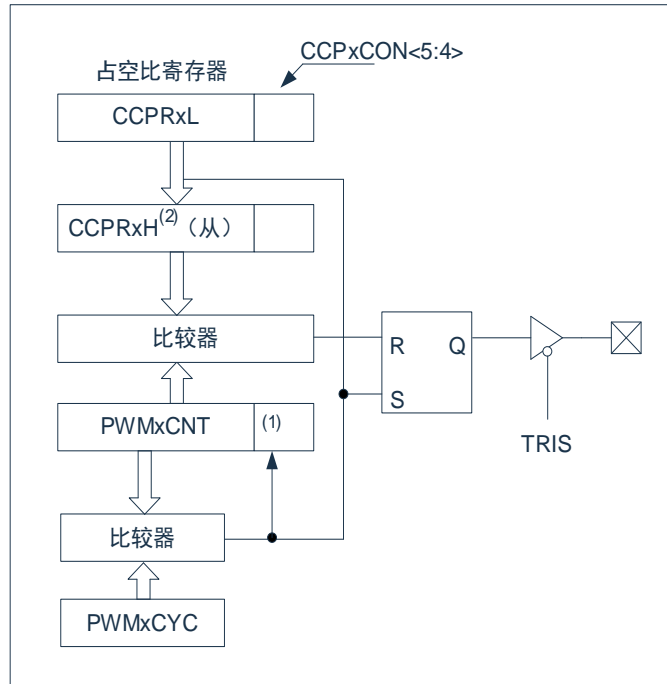 CCPxCON<5:4>
占空比寄存器
CCPRxL
CCPRxH(2)（从）
比较器
R Q
PWMxCNT (1)
S
TRIS
比较器
PWMxCYC